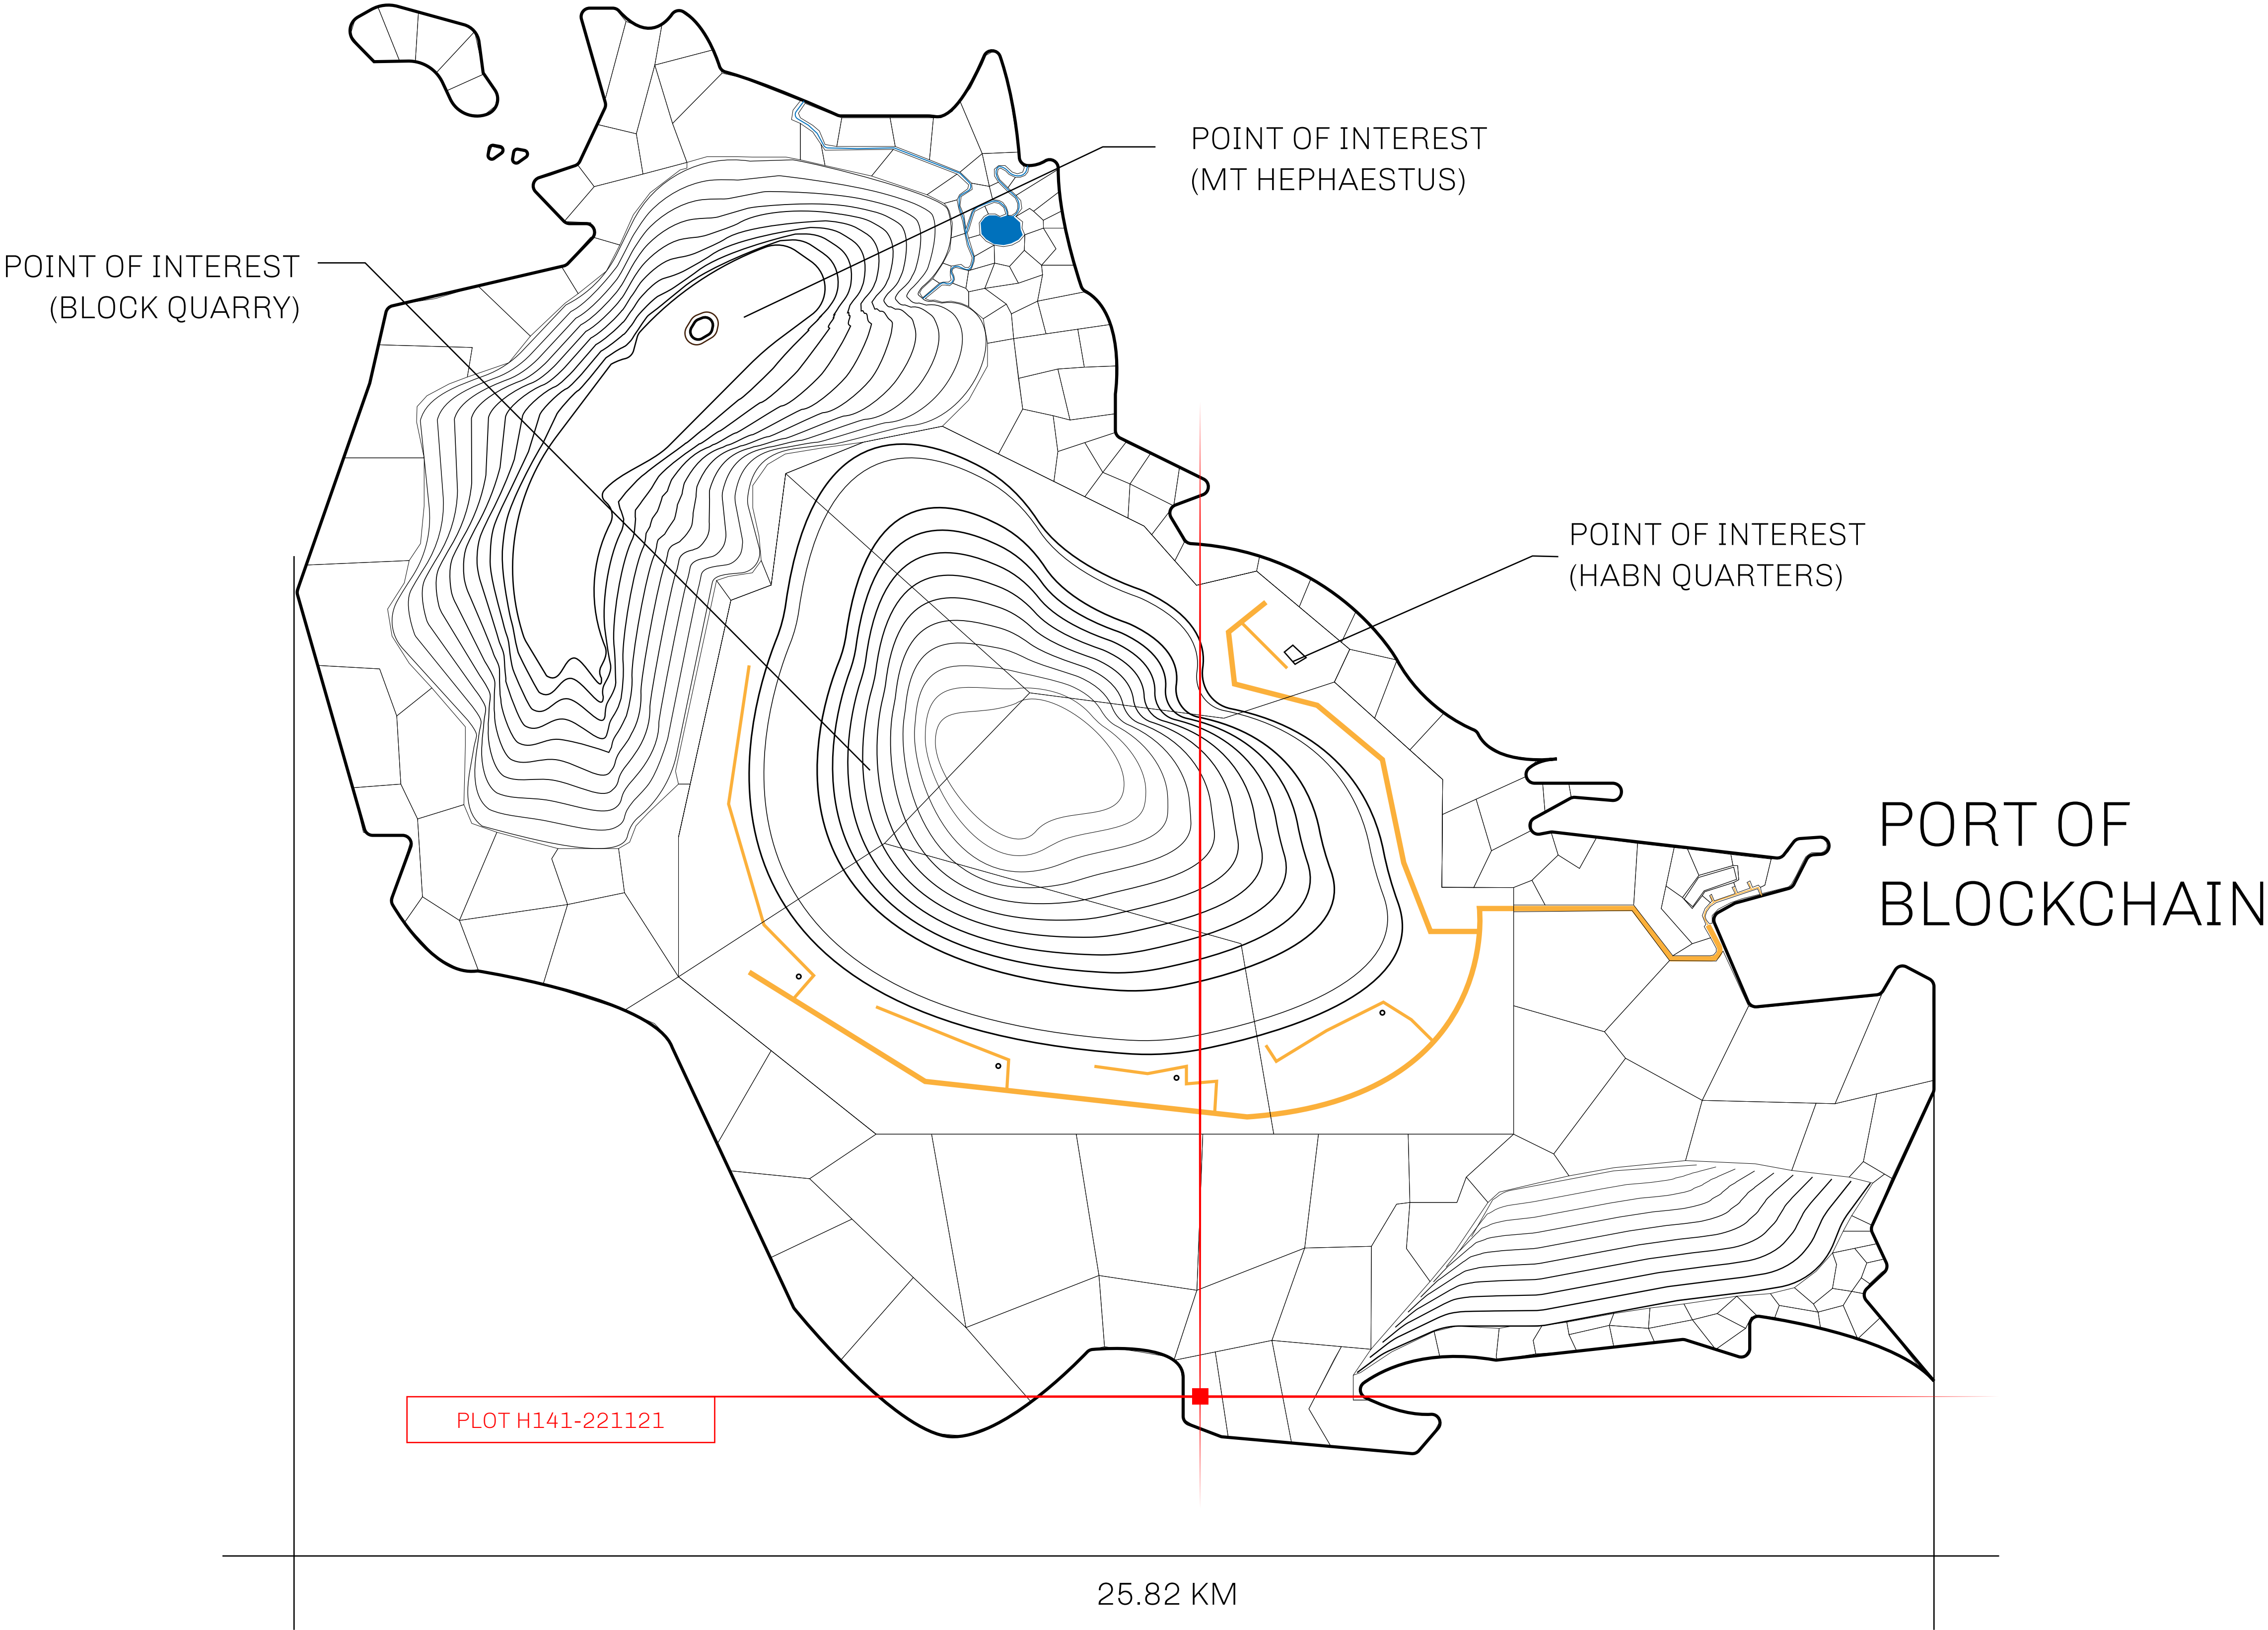 POINT OF INTEREST
(MT HEPHAESTUS)
POINT OF INTEREST
(BLOCK QUARRY)
POINT OF INTEREST
(HABN QUARTERS)
PORT OF
BLOCKCHAIN
PLOT H141-221121
25.82 KM